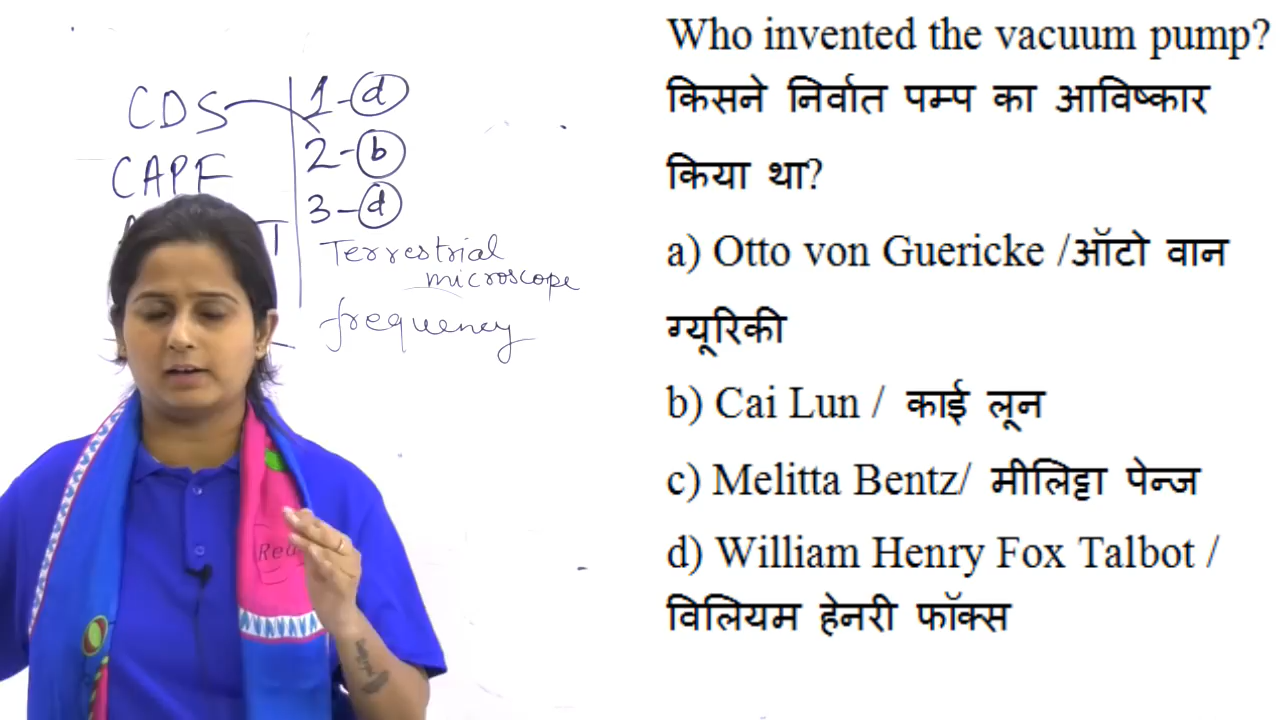 CDS
CAPF
1-d
2-b
3-d
Terrestrial
microscope
frequency
Who invented the vacuum pump?
किसने निर्वात पम्प का आविष्कार
किया था?
a) Otto von Guericke /ऑटो वान
ग्यूरिकी
b) Cai Lun / काई लून
c) Melitta Bentz/ मीलिट्टा पेन्ज
d) William Henry Fox Talbot /
विलियम हेनरी फॉक्स